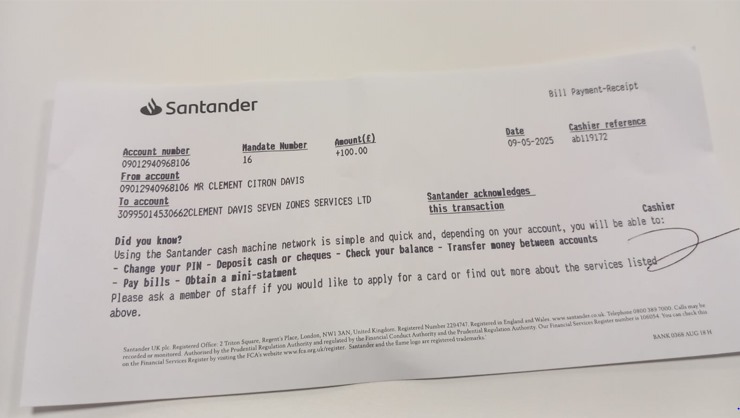 Santander
Bill Payment-Receipt
Account number Mandate Number Amount(£) Date Cashier reference
09012940968106 16 +100.00 09-05-2025 abl19172
From account
09012940968106 MR CLEMENT CITRON DAVIS
To account
30995014530662CLEMENT DAVIS SEVEN ZONES SERVICES LTD
Santander acknowledges
this transaction
Cashier
Did you know?
Using the Santander cash machine network is simple and quick and, depending on your account, you will be able to:
- Change your PIN - Deposit cash or cheques - Check your balance - Transfer money between accounts
- Pay bills - Obtain a mini-statment
Please ask a member of staff if you would like to apply for a card or find out more about the services listed
above.
Santander UK plc. Registered Office: 2 Triton Square, Regent's Place, London, NW1 3AN, United Kingdom. Registered Number 2294747. Registered in England and Wales. www.santander.co.uk. Telephone 0800 389 7000. Calls may be
recorded or monitored. Authorised by the Prudential Regulation Authority and regulated by the Financial Conduct Authority and the Prudential Regulation Authority. Our Financial Services Register number is 106054. You can check this
on the Financial Services Register by visiting the FCA's website www.fca.org.uk/register. Santander and the flame logo are registered trademarks.
BANK 0368 AUG 18 H